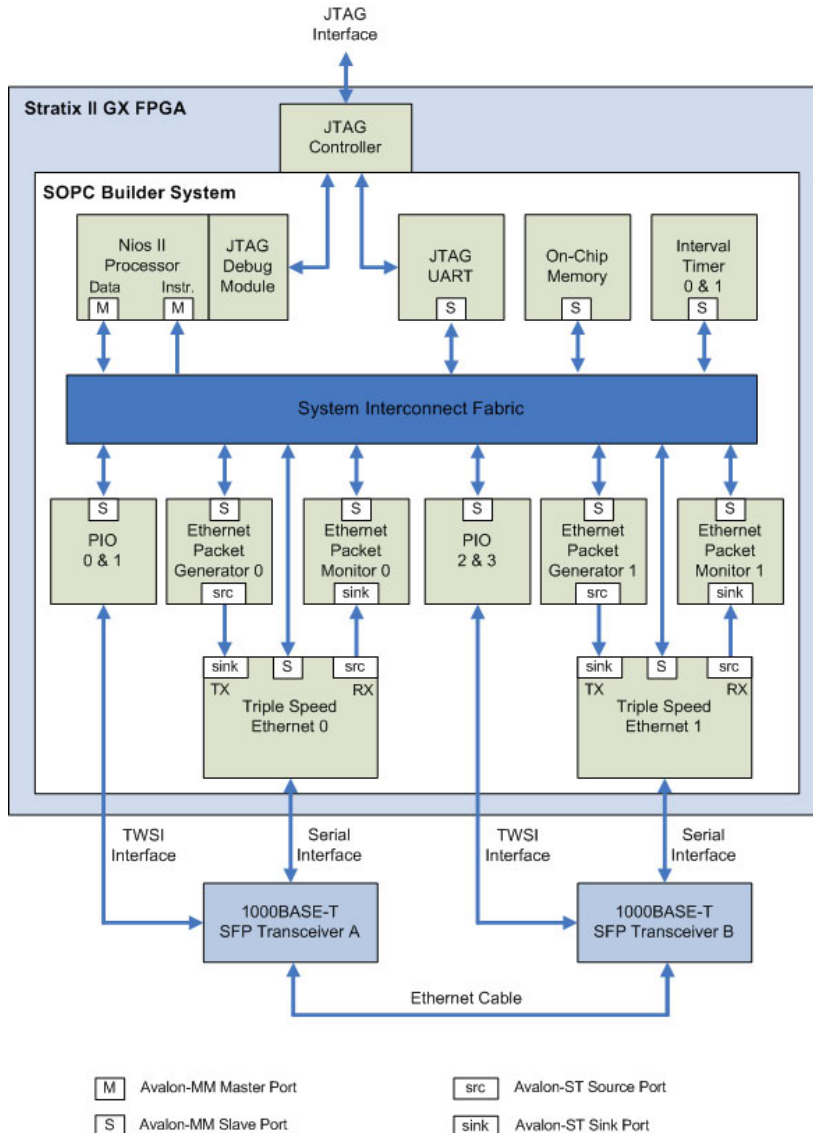 JTAG
Interface
Stratix II GX FPGA
JTAG
Controller
SOPC Builder System
Nios II
Processor
Data
Instr.
M
M
JTAG
Debug
Module
JTAG
UART
S
On-Chip
Memory
S
Interval
Timer
0 & 1
S
System Interconnect Fabric
S
PIO
0 & 1
S
Ethernet
Packet
Generator 0
src
S
Ethernet
Packet
Monitor 0
sink
S
PIO
2 & 3
S
Ethernet
Packet
Generator 1
src
S
Ethernet
Packet
Monitor 1
sink
sink
S
src
TX
RX
Triple Speed
Ethernet 0
sink
S
src
TX
RX
Triple Speed
Ethernet 1
TWSI
Interface
Serial
Interface
TWSI
Interface
Serial
Interface
1000BASE-T
SFP Transceiver A
1000BASE-T
SFP Transceiver B
Ethernet Cable
M Avalon-MM Master Port
src Avalon-ST Source Port
S Avalon-MM Slave Port
sink Avalon-ST Sink Port